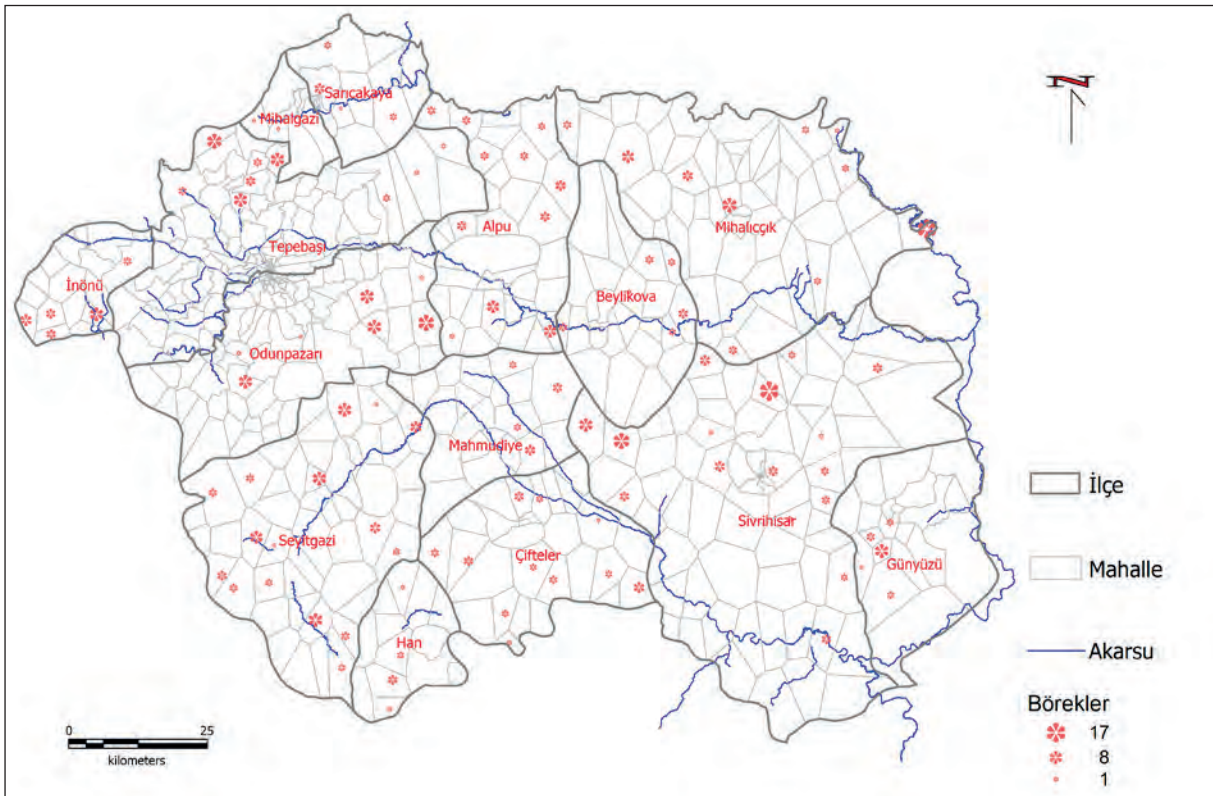 N
Sarıcakaya
Mihalgazi
Alpu
Mihalıççık
Tepebaşı
İnönü
Beylikova
Odunpazarı
Mahmudiye
Sivrihisar
Seyitgazi
Çifteler
Günyüzü
Han
İlçe
Mahalle
Akarsu
Börekler
17
8
1
0 25
kilometers